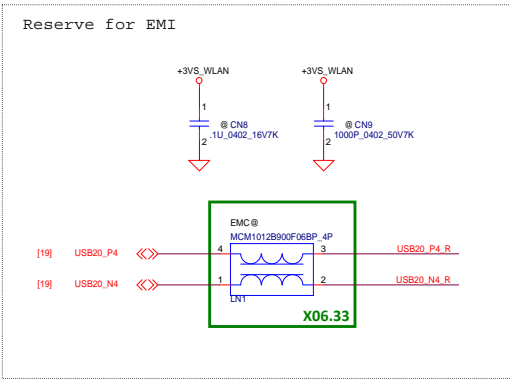 Reserve for EMI
+3VS_WLAN
+3VS_WLAN
1
1
@ CN8
@ CN9
.1U_0402_16V7K
1000P_0402_50V7K
2
2
EMC@
MCM1012B900F06BP_4P
[19] USB20_P4 4 3 USB20_P4_R
[19] USB20_N4 1 2 USB20_N4_R
LN1
X06.33